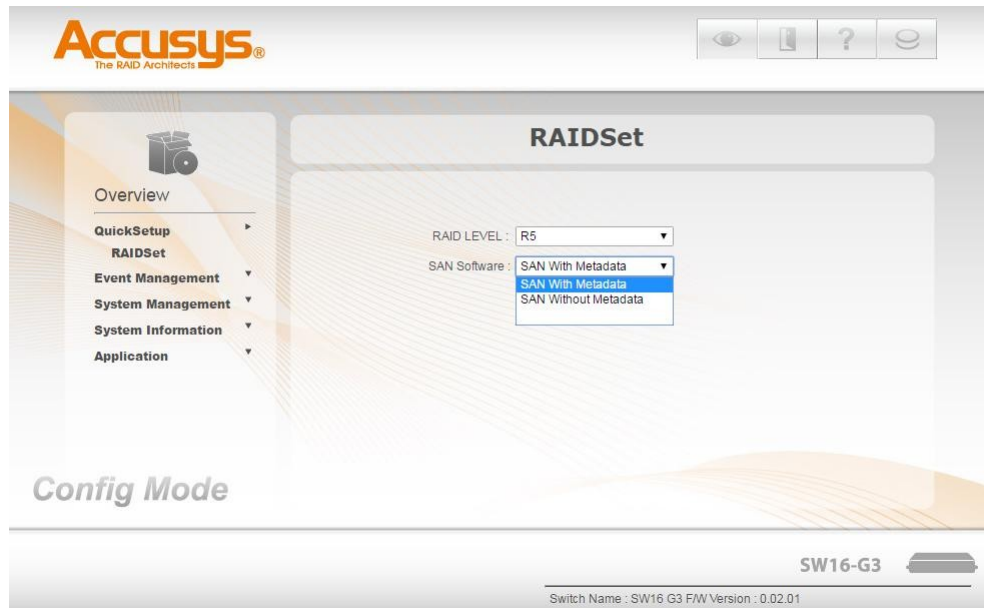 ACCUSYS®
The RAID Architects
?
RAIDSet
Overview
QuickSetup
RAIDSet
Event Management
System Management
System Information
Application
RAID LEVEL : R5
SAN Software : SAN With Metadata
SAN With Metadata
SAN Without Metadata
Config Mode
SW16-G3
Switch Name : SW16 G3 F/W Version : 0.02.01